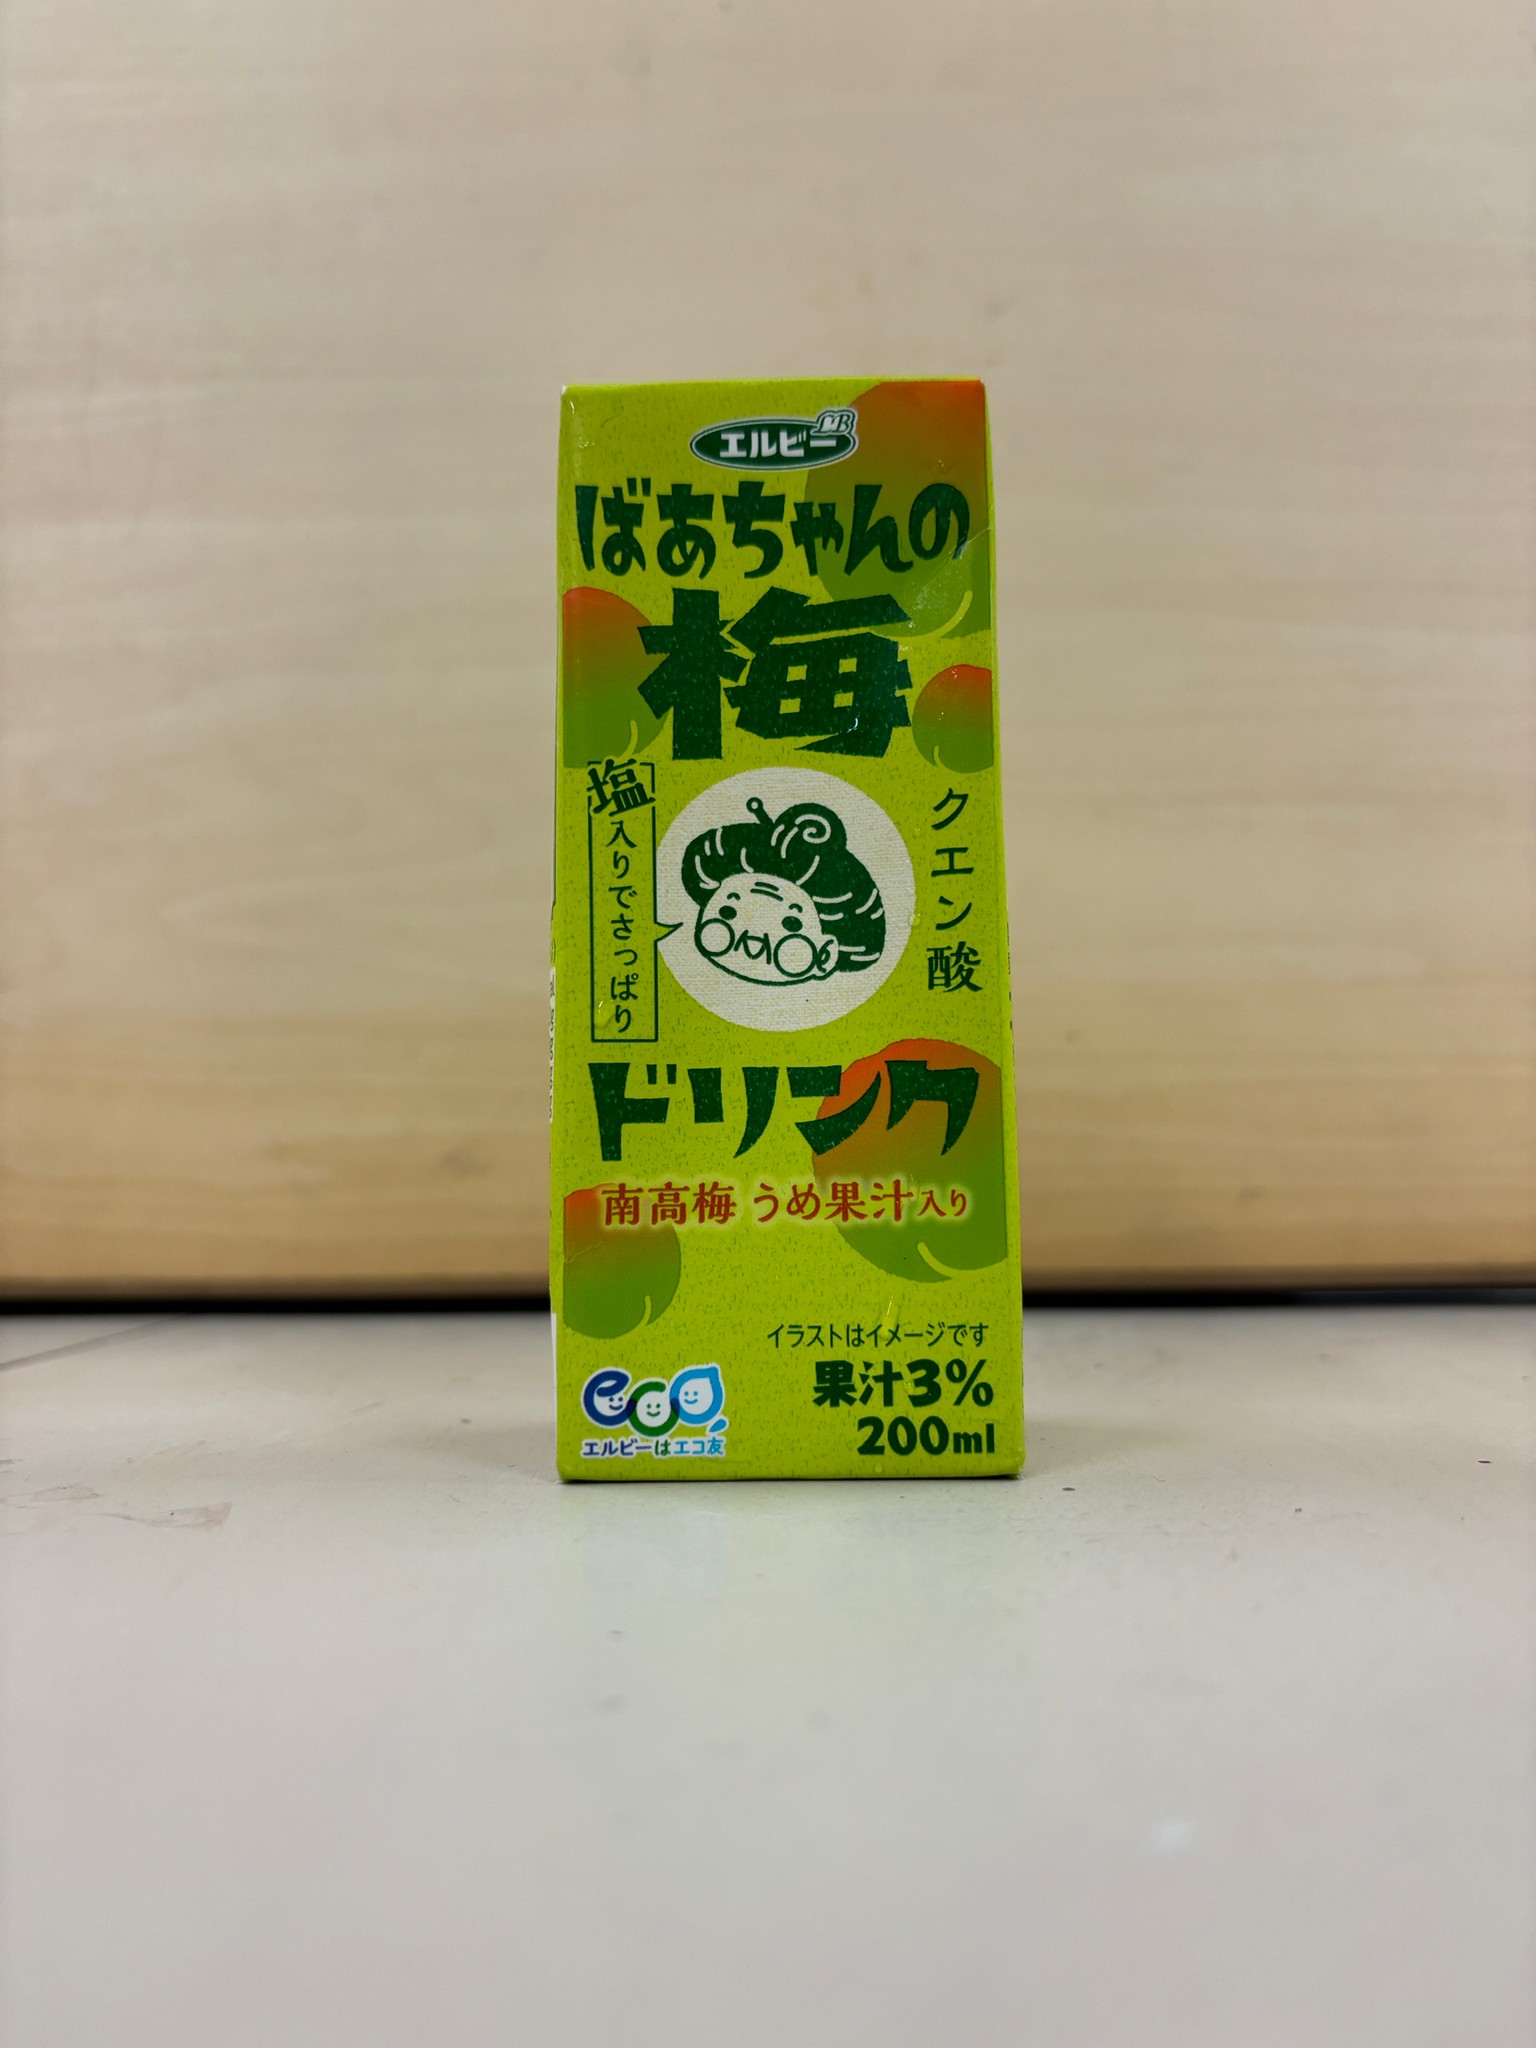 エルビー LB
ばあちゃんの
梅
塩入りでさっぱり
クエン酸
ドリンク
南高梅 うめ果汁入り
イラストはイメージです
果汁3%
200ml
eco
エルビーはエコ友